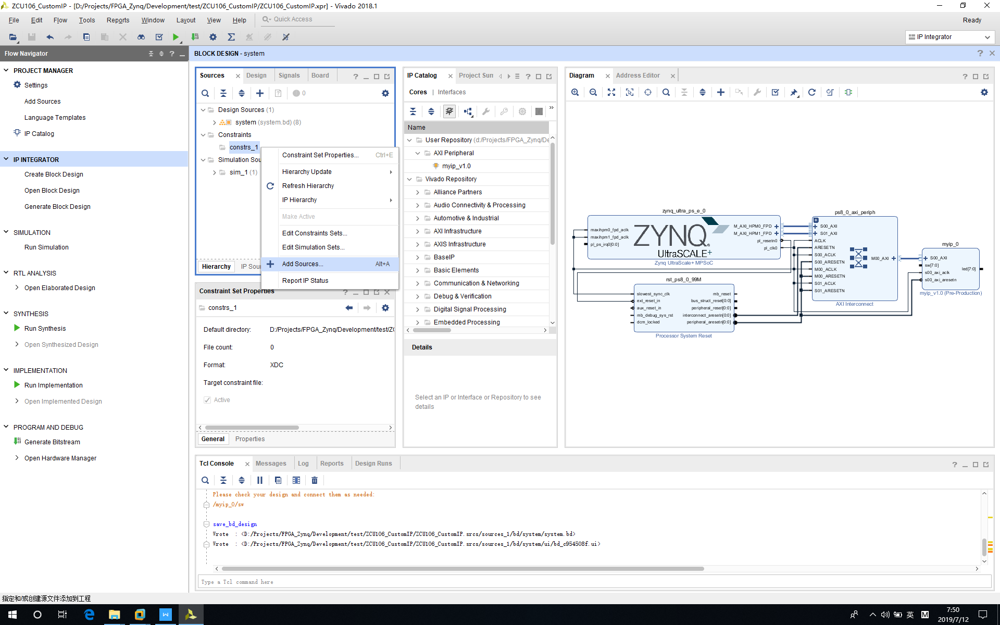 ZCU106_CustomIP - [D:/Projects/FPGA_Zynq/Development/test/ZCU106_CustomIP/ZCU106_CustomIP.xpr] - Vivado 2018.1
File Edit Flow Tools Reports Window Layout View Help Quick Access Ready
IP Integrator
Flow Navigator
PROJECT MANAGER
Settings
Add Sources
Language Templates
IP Catalog
IP INTEGRATOR
Create Block Design
Open Block Design
Generate Block Design
SIMULATION
Run Simulation
RTL ANALYSIS
Open Elaborated Design
SYNTHESIS
Run Synthesis
Open Synthesized Design
IMPLEMENTATION
Run Implementation
Open Implemented Design
PROGRAM AND DEBUG
Generate Bitstream
Open Hardware Manager
BLOCK DESIGN - system
Sources Design Signals Board
0
Design Sources (1)
system (system.bd) (8)
Constraints
constrs_1
Simulation Sou
sim_1 (1)
Hierarchy IP Sour
Constraint Set Properties... Ctrl+E
Hierarchy Update
Refresh Hierarchy
IP Hierarchy
Make Active
Edit Constraints Sets...
Edit Simulation Sets...
Add Sources... Alt+A
Report IP Status
Constraint Set Properties
constrs_1
Default directory: D:/Projects/FPGA_Zynq/Development/test/ZC
File count: 0
Format: XDC
Target constraint file:
Active
General Properties
IP Catalog Project Sum
Cores | Interfaces
Name
User Repository (d:/Projects/FPGA_Zynq/De
AXI Peripheral
myip_v1.0
Vivado Repository
Alliance Partners
Audio Connectivity & Processing
Automotive & Industrial
AXI Infrastructure
AXIS Infrastructure
BaseIP
Basic Elements
Communication & Networking
Debug & Verification
Digital Signal Processing
Embedded Processing
Details
Select an IP or Interface or Repository to see
details
Diagram Address Editor
zynq_ultra_ps_e_0
maxihpm0_fpd_aclk
maxihpm1_fpd_aclk
pl_ps_irq0[0:0]
ZYNQ
UltraSCALE+
M_AXI_HPM0_FPD
M_AXI_HPM1_FPD
pl_resetn0
pl_clk0
Zynq UltraScale+ MPSoC
rst_ps8_0_99M
slowest_sync_clk
ext_reset_in
aux_reset_in
mb_debug_sys_rst
dcm_locked
mb_reset
bus_struct_reset[0:0]
peripheral_reset[0:0]
interconnect_aresetn[0:0]
peripheral_aresetn[0:0]
Processor System Reset
ps8_0_axi_periph
S00_AXI
S01_AXI
ACLK
ARESETN
S00_ACLK
S00_ARESETN
M00_ACLK
M00_ARESETN
S01_ACLK
S01_ARESETN
M00_AXI
AXI Interconnect
myip_0
S00_AXI
sw[7:0]
s00_axi_aclk
s00_axi_aresetn
led[7:0]
myip_v1.0 (Pre-Production)
Tcl Console Messages Log Reports Design Runs
Please check your design and connect them as needed:
/myip_0/sw
save_bd_design
Wrote : <D:/Projects/FPGA_Zynq/Development/test/ZCU106_CustomIP/ZCU106_CustomIP.srcs/sources_1/bd/system/system.bd>
Wrote : <D:/Projects/FPGA_Zynq/Development/test/ZCU106_CustomIP/ZCU106_CustomIP.srcs/sources_1/bd/system/ui/bd_c954508f.ui>
Type a Tcl command here
指定和/或创建源文件添加到工程
英
M
7:50
2019/7/12